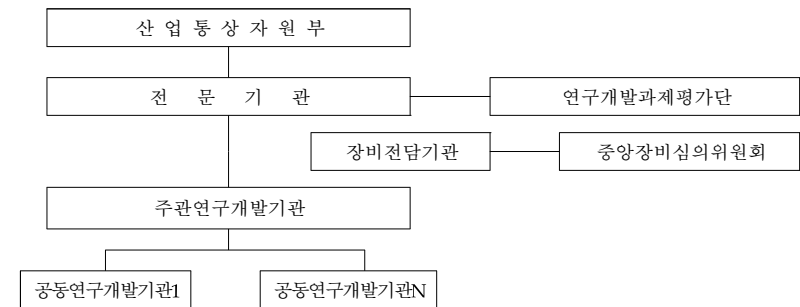 산 업 통 상 자 원 부
전 문 기 관
연구개발과제평가단
장비전담기관
중앙장비심의위원회
주관연구개발기관
공동연구개발기관1
공동연구개발기관N